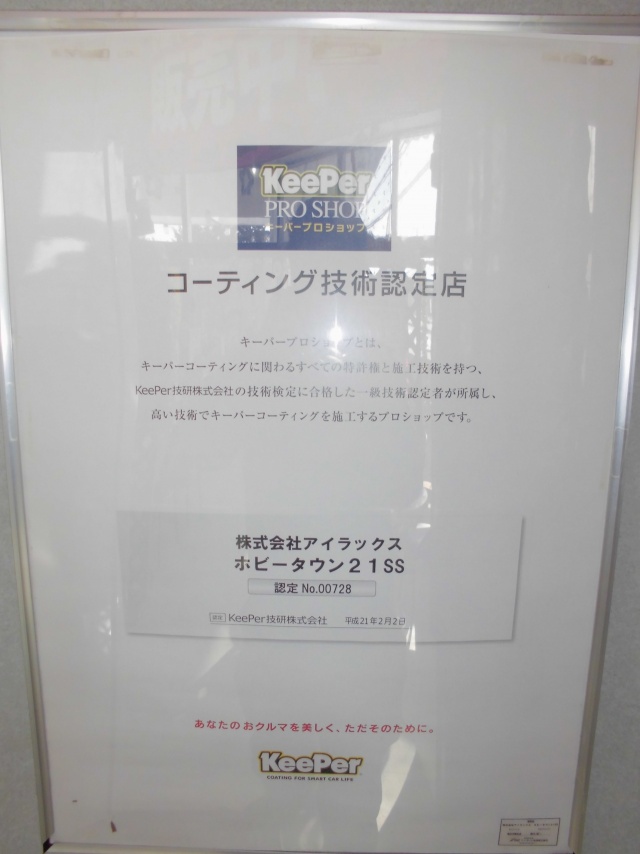 販売中
KeePer
PRO SHOP
キーパープロショップ
コーティング技術認定店
キーパープロショップとは、
キーパーコーティングに関わるすべての特許権と施工技術を持つ、
KeePer技研株式会社の技術検定に合格した一級技術認定者が所属し、
高い技術でキーパーコーティングを施工するプロショップです。
株式会社アイラックス
ホビータウン21SS
認定 No.00728
KeePer技研株式会社 平成21年2月2日
あなたのおクルマを美しく、ただそのために。
KeePer
COATING FOR SMART CAR LIFE